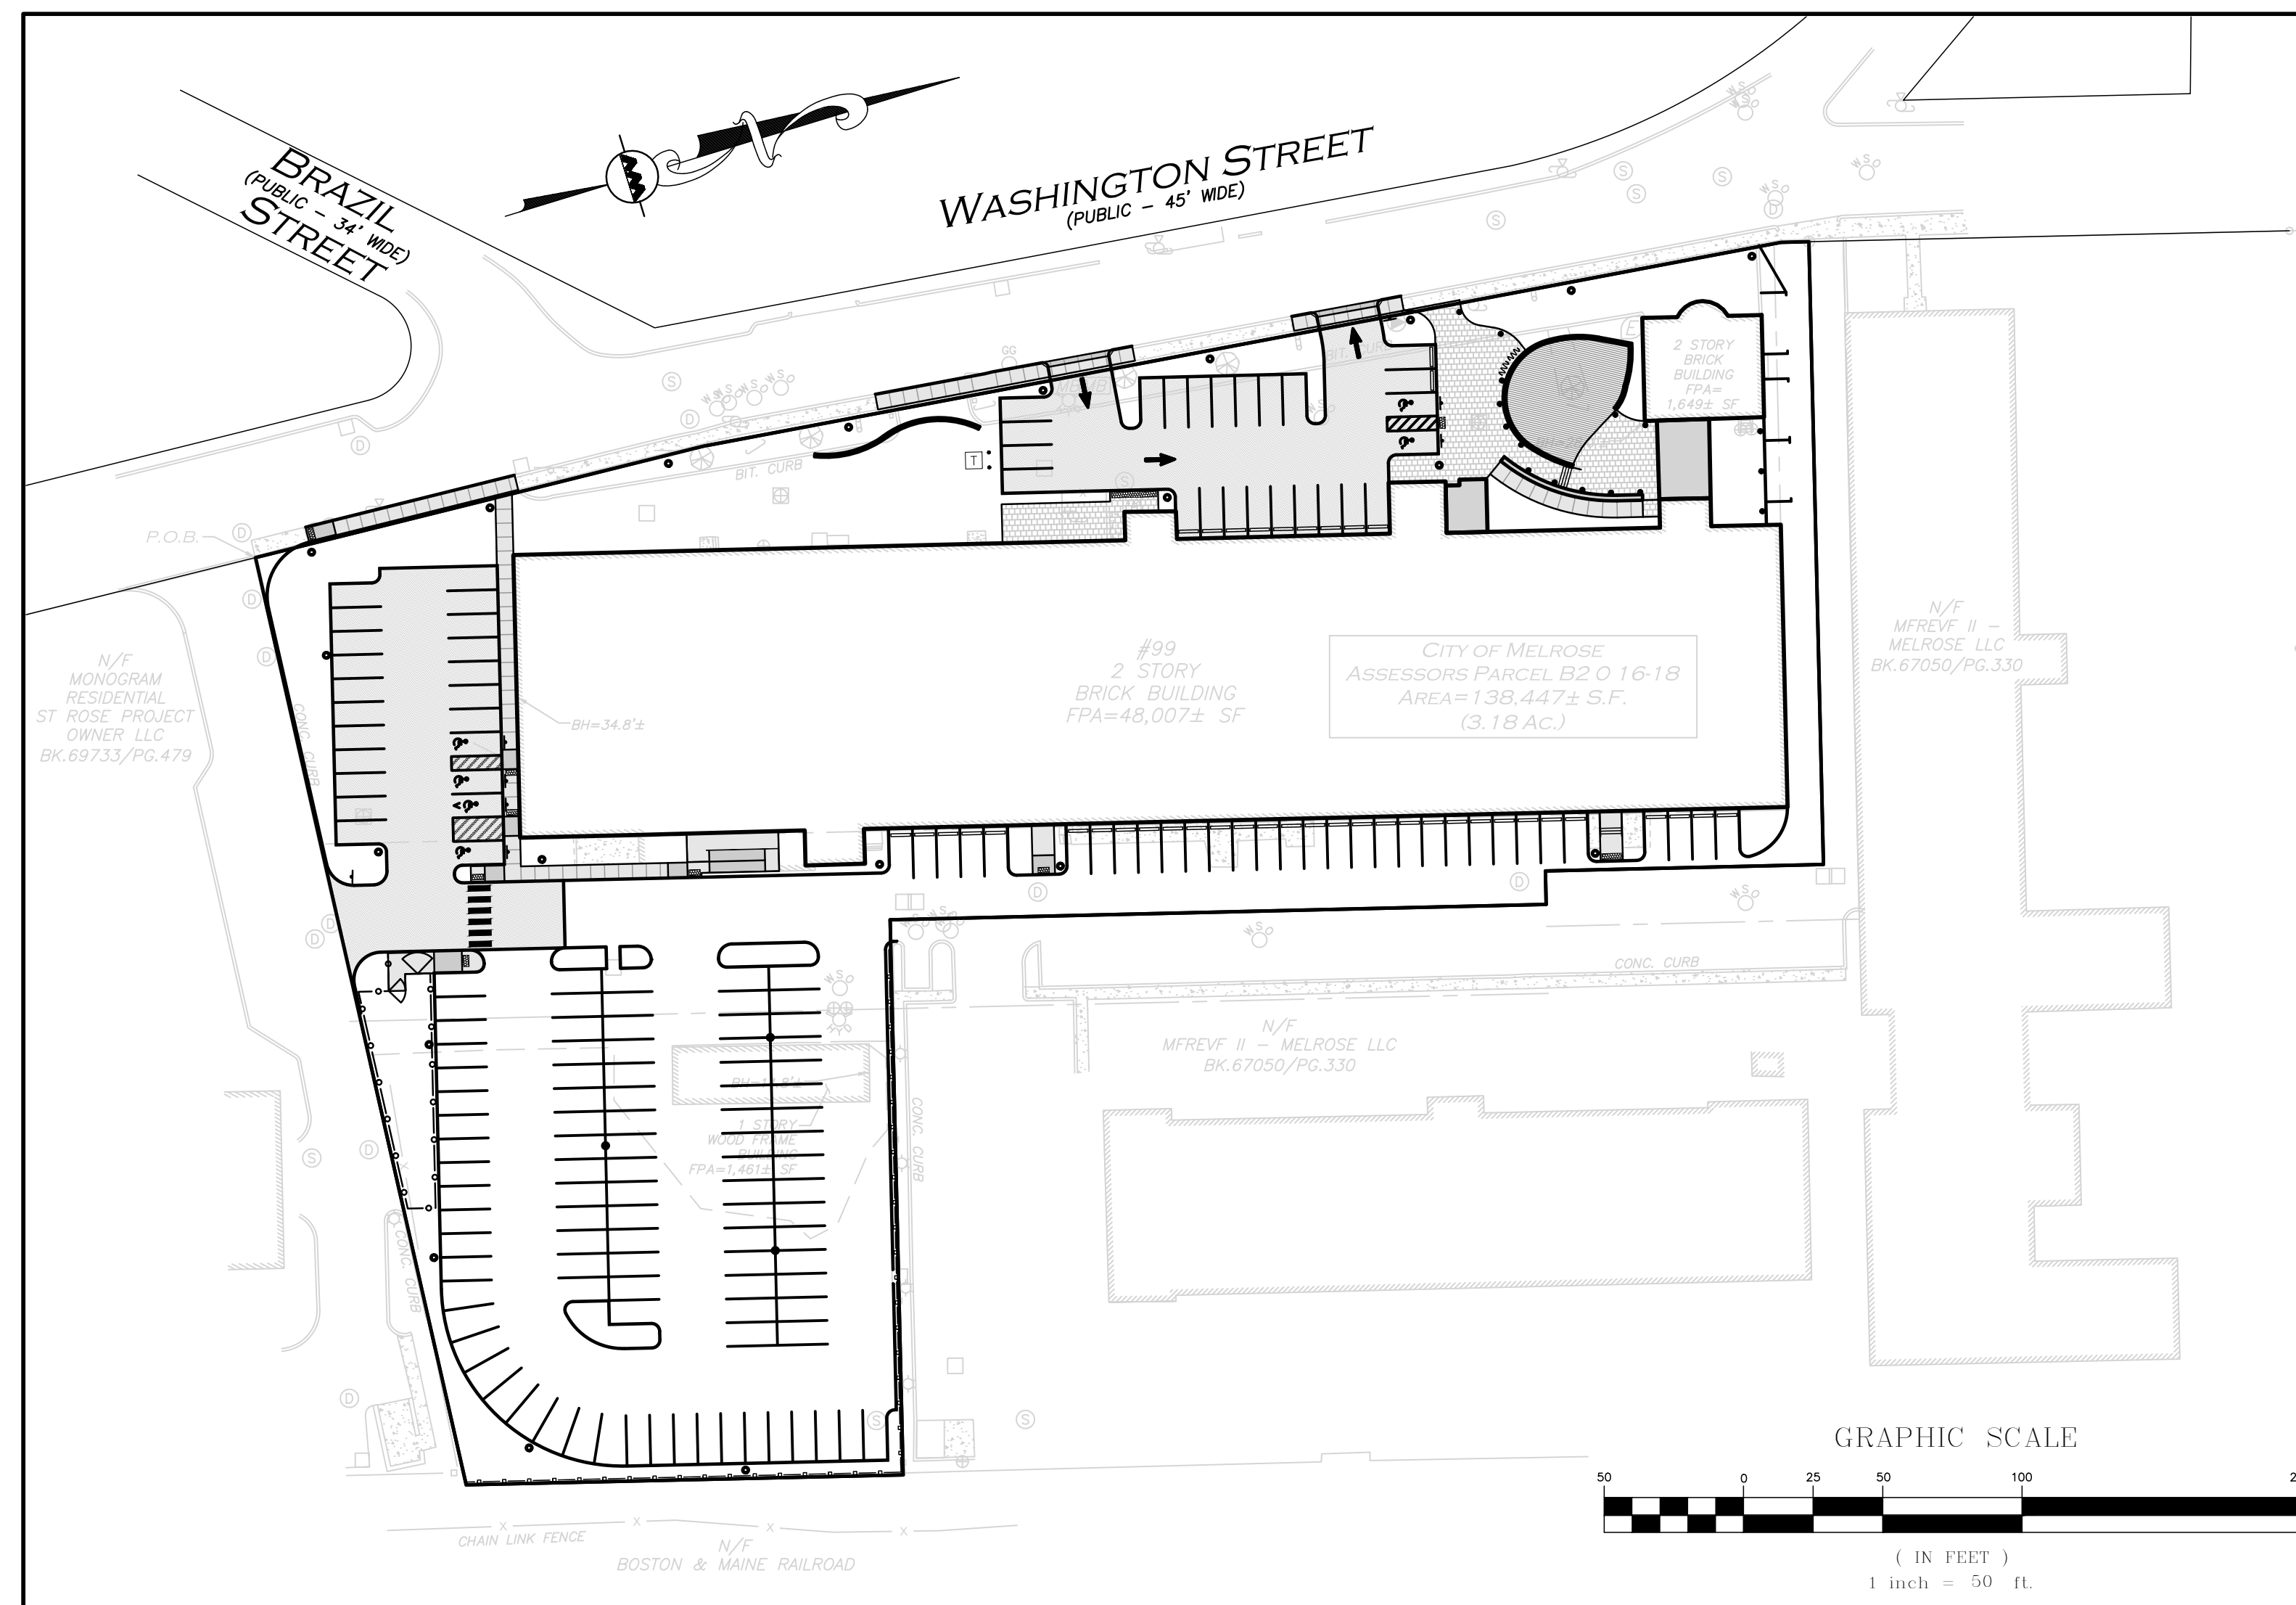 BRAZIL
(PUBLIC - 34' WIDE)
STREET
WASHINGTON STREET
(PUBLIC - 45' WIDE)
GG
BIT. CURB
BIT. CURB
T
P.O.B.
2 STORY
BRICK
BUILDING
FPA=
1,649± SF
N/F
MONOGRAM
RESIDENTIAL
ST ROSE PROJECT
OWNER LLC
BK.69733/PG.479
CONC. CURB
BH=34.8'±
#99
2 STORY
BRICK BUILDING
FPA=48,007± SF
CITY OF MELROSE
ASSESSORS PARCEL B2 0 16-18
AREA=138,447± S.F.
(3.18 AC.)
N/F
MFREVF II -
MELROSE LLC
BK.67050/PG.330
V
CONC. CURB
N/F
MFREVF II - MELROSE LLC
BK.67050/PG.330
1 STORY
WOOD FRAME
BUILDING
FPA=1,461± SF
CONC. CURB
CONC. CURB
CHAIN LINK FENCE
N/F
BOSTON & MAINE RAILROAD
GRAPHIC SCALE
50 0 25 50 100
( IN FEET )
1 inch = 50 ft.